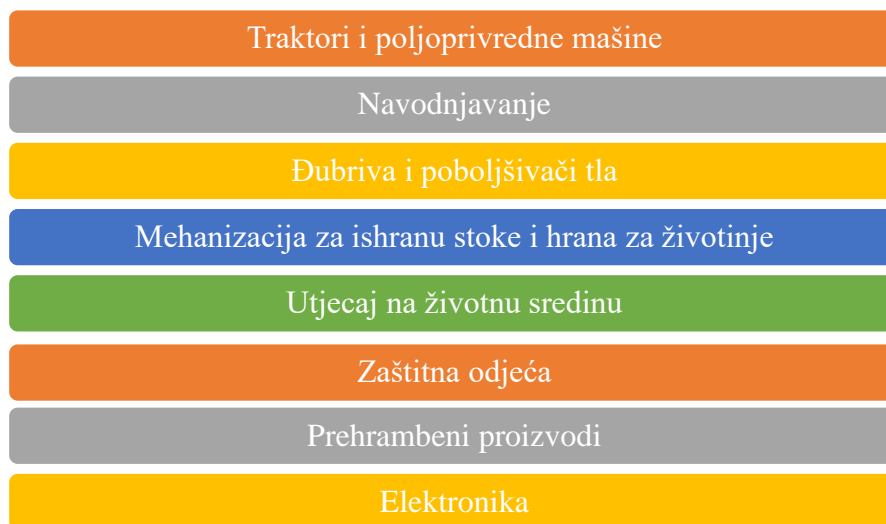 Traktori i poljoprivredne mašine
Navodnjavanje
Đubriva i poboljšivači tla
Mehanizacija za ishranu stoke i hrana za životinje
Utjecaj na životnu sredinu
Zaštitna odjeća
Prehrambeni proizvodi
Elektronika